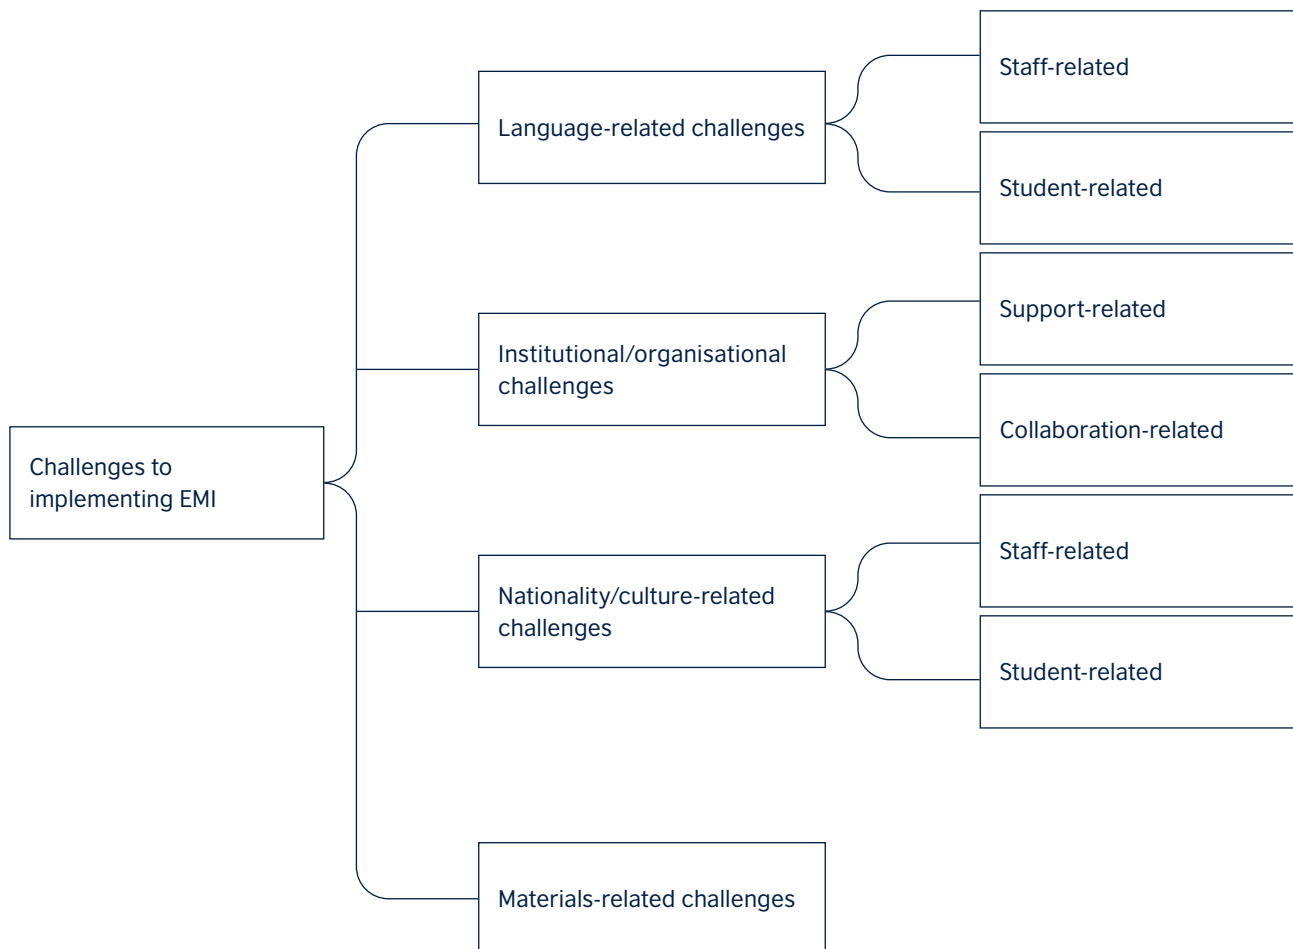 Challenges to
implementing EMI
Language-related challenges
Staff-related
Student-related
Institutional/organisational
challenges
Support-related
Collaboration-related
Nationality/culture-related
challenges
Staff-related
Student-related
Materials-related challenges